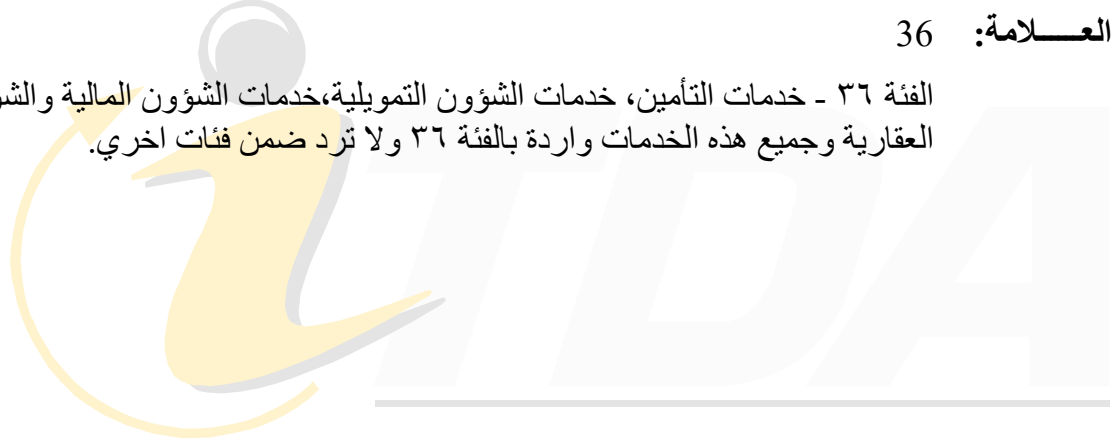 العـــــلامة: 36
الفئة ٣٦ - خدمات التأمين، خدمات الشؤون التمويلية،خدمات الشؤون المالية
العقارية وجميع هذه الخدمات واردة بالفئة ٣٦ ولا ترد ضمن فئات اخري.
iTDA